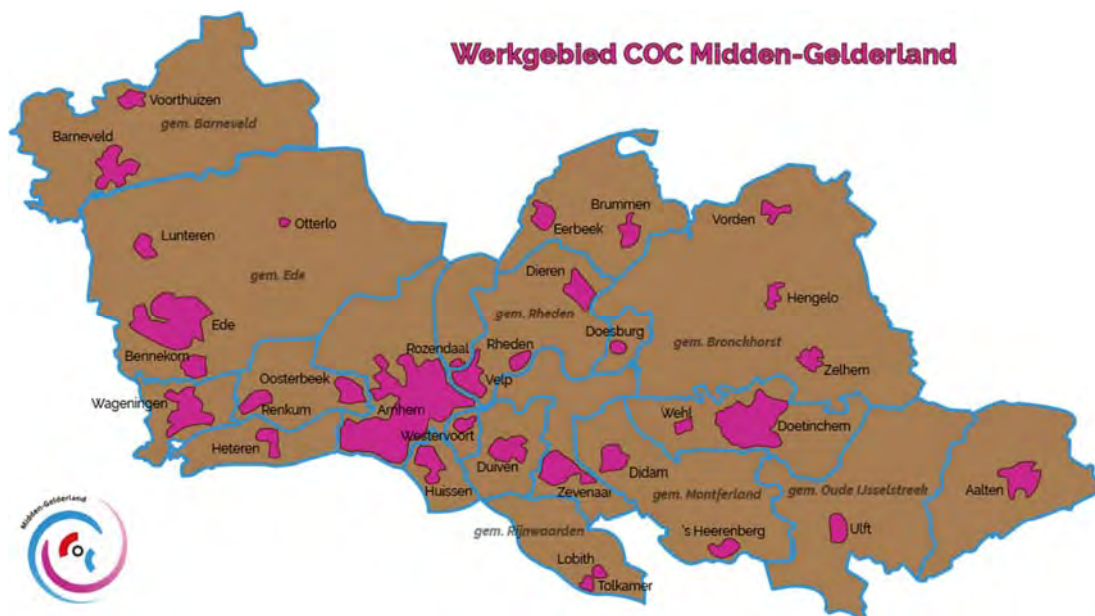 Werkgebied COC Midden-Gelderland
Voorthuizen
gem. Barneveld
Barneveld
Otterlo
Lunteren
gem. Ede
Ede
Bennekom
Wageningen
Oosterbeek
Renkum
Heteren
Arnhem
Rozendaal
Velp
Rheden
Westervoort
Huissen
Duiven
Zevenaar
Didam
Brummen
Eerbeek
Dieren
gem. Rheden
Doesburg
Vorden
Hengelo
gem. Bronckhorst
Zelhem
Wehl
Doetinchem
gem. Montferland
gem. Oude IJsselstreek
Aalten
's Heerenberg
Ulft
gem. Rijnwaarden
Lobith
Tolkamer
Midden-Gelderland
COC